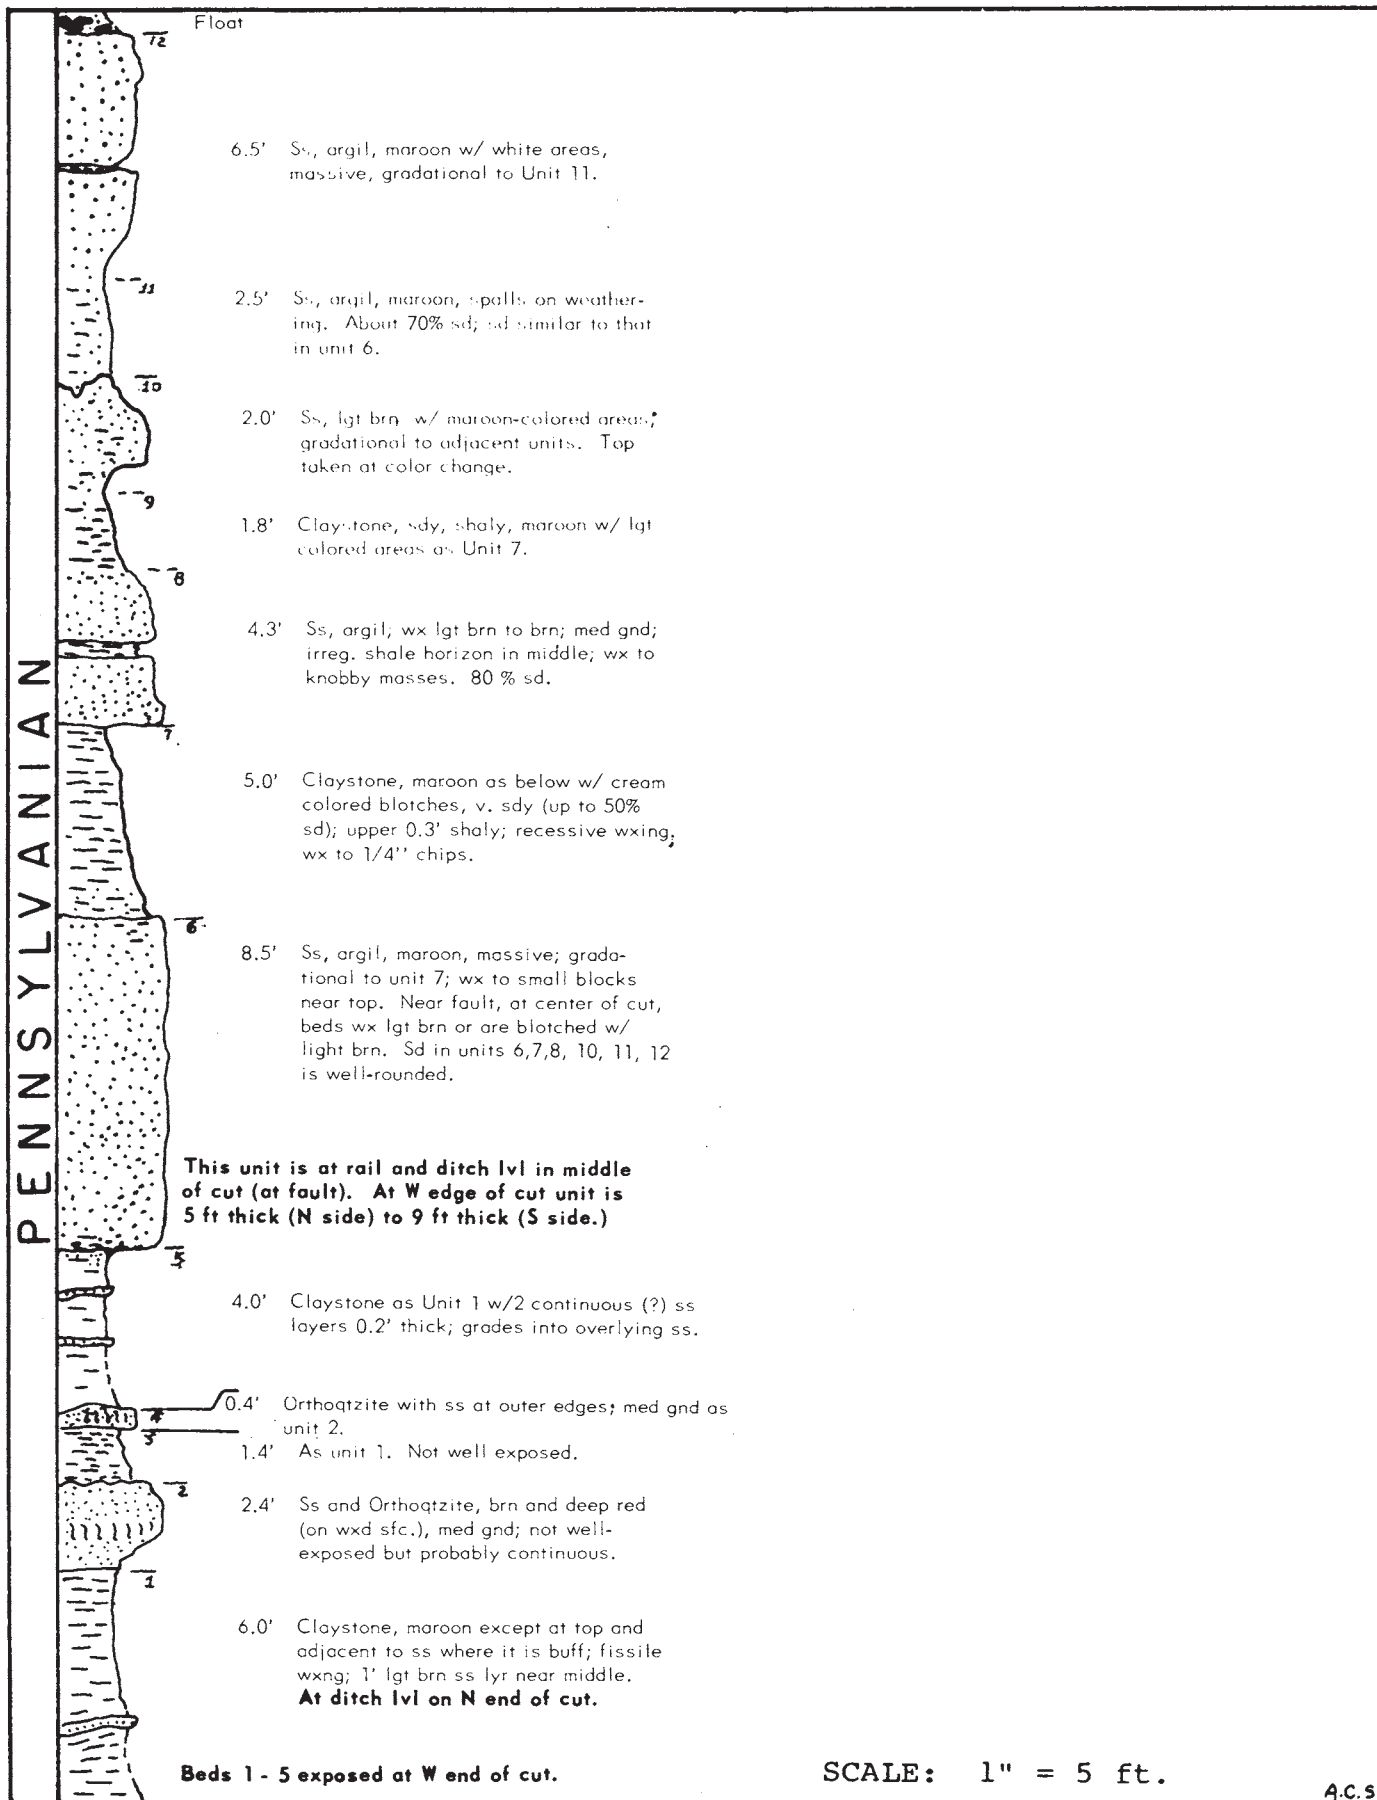 Float
12
6.5' Ss, argil, maroon w/ white areas,
massive, gradational to Unit 11.
11
2.5' Ss, argil, maroon, spalls on weather-
ing. About 70% sd; sd similar to that
in unit 6.
10
2.0' Ss, lgt brn w/ maroon-colored areas;
gradational to adjacent units. Top
taken at color change.
9
1.8' Claystone, sdy, shaly, maroon w/ lgt
colored areas as Unit 7.
8
4.3' Ss, argil; wx lgt brn to brn; med gnd;
irreg. shale horizon in middle; wx to
knobby masses. 80 % sd.
7
5.0' Claystone, maroon as below w/ cream
colored blotches, v. sdy (up to 50%
sd); upper 0.3' shaly; recessive wxing;
wx to 1/4'' chips.
6
8.5' Ss, argil, maroon, massive; grada-
tional to unit 7; wx to small blocks
near top. Near fault, at center of cut,
beds wx lgt brn or are blotched w/
light brn. Sd in units 6,7,8, 10, 11, 12
is well-rounded.
PENNSYLVANIAN
This unit is at rail and ditch lvl in middle
of cut (at fault). At W edge of cut unit is
5 ft thick (N side) to 9 ft thick (S side.)
5
4.0' Claystone as Unit 1 w/2 continuous (?) ss
layers 0.2' thick; grades into overlying ss.
0.4' Orthoqtzite with ss at outer edges; med gnd as
unit 2.
4
3
1.4' As unit 1. Not well exposed.
2
2.4' Ss and Orthoqtzite, brn and deep red
(on wxd sfc.), med gnd; not well-
exposed but probably continuous.
1
6.0' Claystone, maroon except at top and
adjacent to ss where it is buff; fissile
wxng; 1' lgt brn ss lyr near middle.
At ditch lvl on N end of cut.
Beds 1 - 5 exposed at W end of cut.
SCALE: 1" = 5 ft.
A.C.S